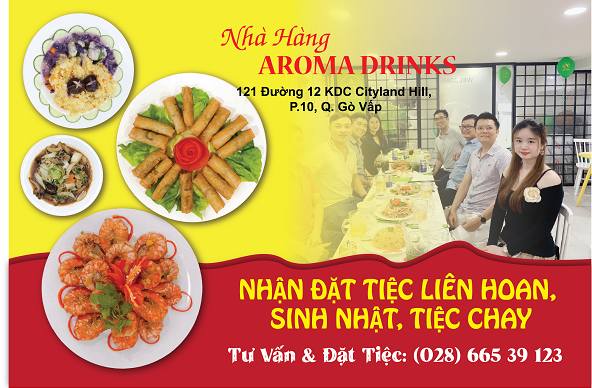 Nhà Hàng
AROMA DRINKS
121 Đường 12 KDC Cityland Hill,
P.10, Q. Gò Vấp
NHẬN ĐẶT TIỆC LIÊN HOAN,
SINH NHẬT, TIỆC CHAY
Tư Vấn & Đặt Tiệc: (028) 665 39 123